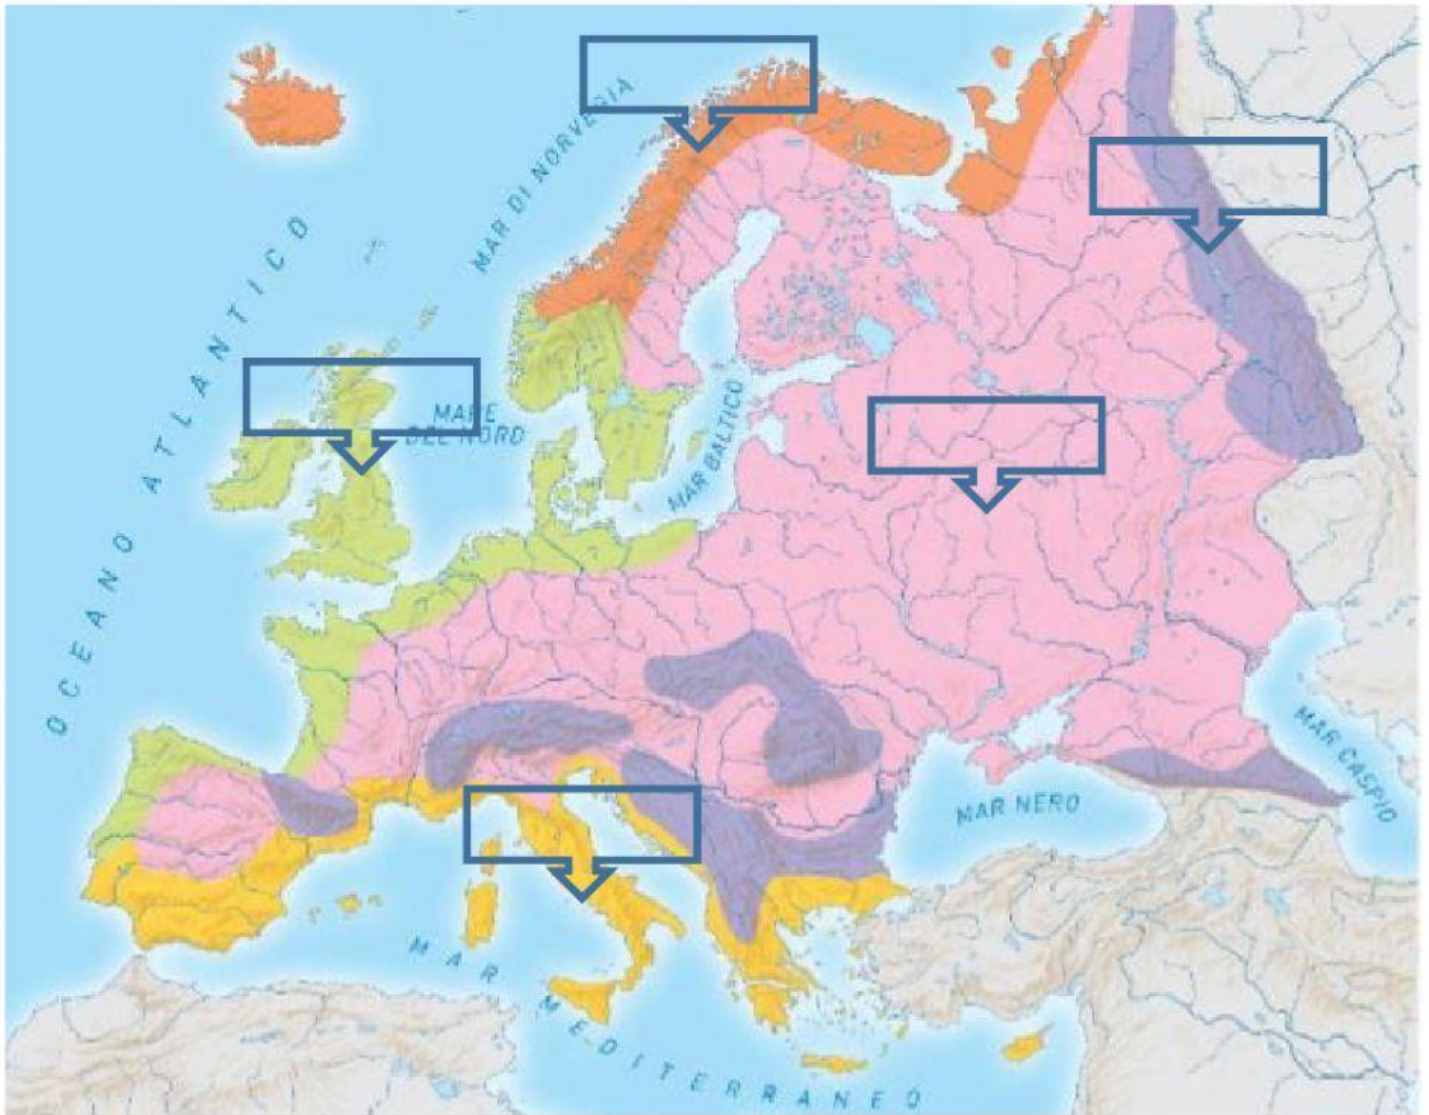 MAR DI NORVEGIA
OCEANO ATLANTICO
MARE
DEL NORD
MAR BALTICO
MAR CASPIO
MAR NERO
MAR MEDITERRANEO